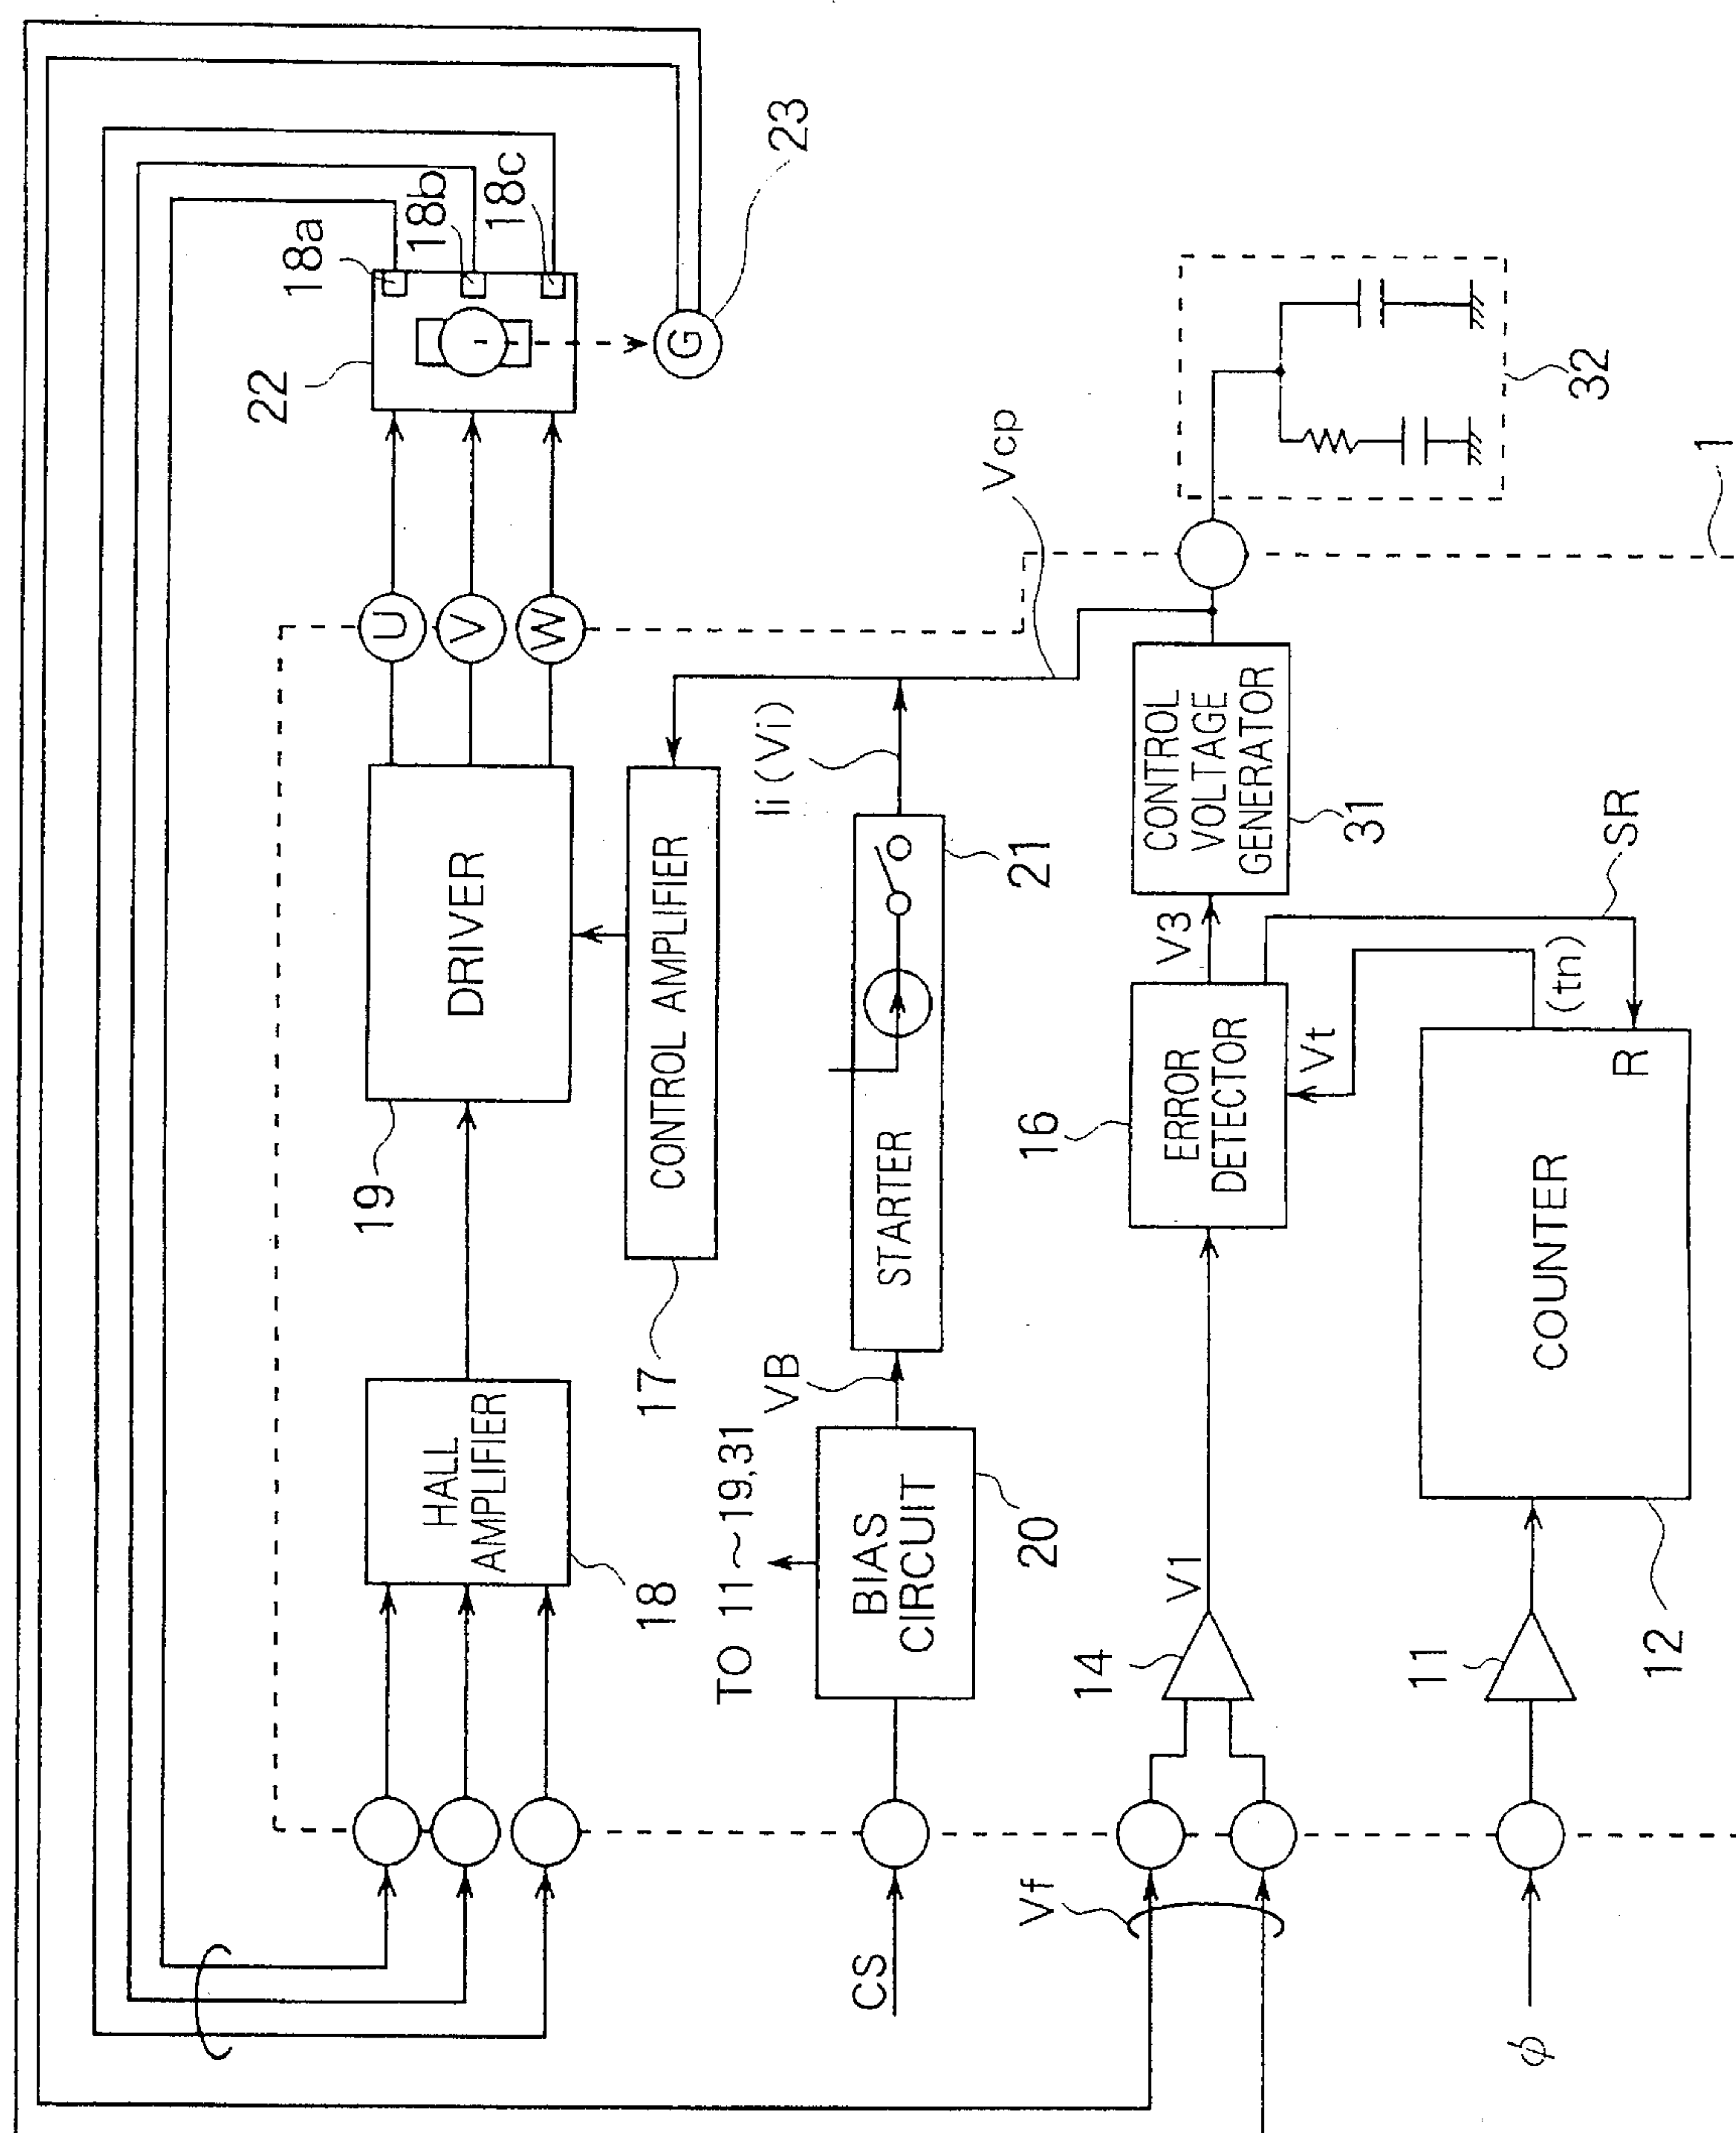 18a
18b
18c
22
23
G
U
V
W
DRIVER
19
HALL
AMPLIFIER
18
CONTROL AMPLIFIER
17
Vcp
Ii (Vi)
STARTER
21
VB
TO 11~19,31
BIAS
CIRCUIT
20
CS
32
1
CONTROL
VOLTAGE
GENERATOR
31
V3
ERROR
DETECTOR
16
V1
14
Vf
SR
(tn)
Vt
R
COUNTER
12
11
φ